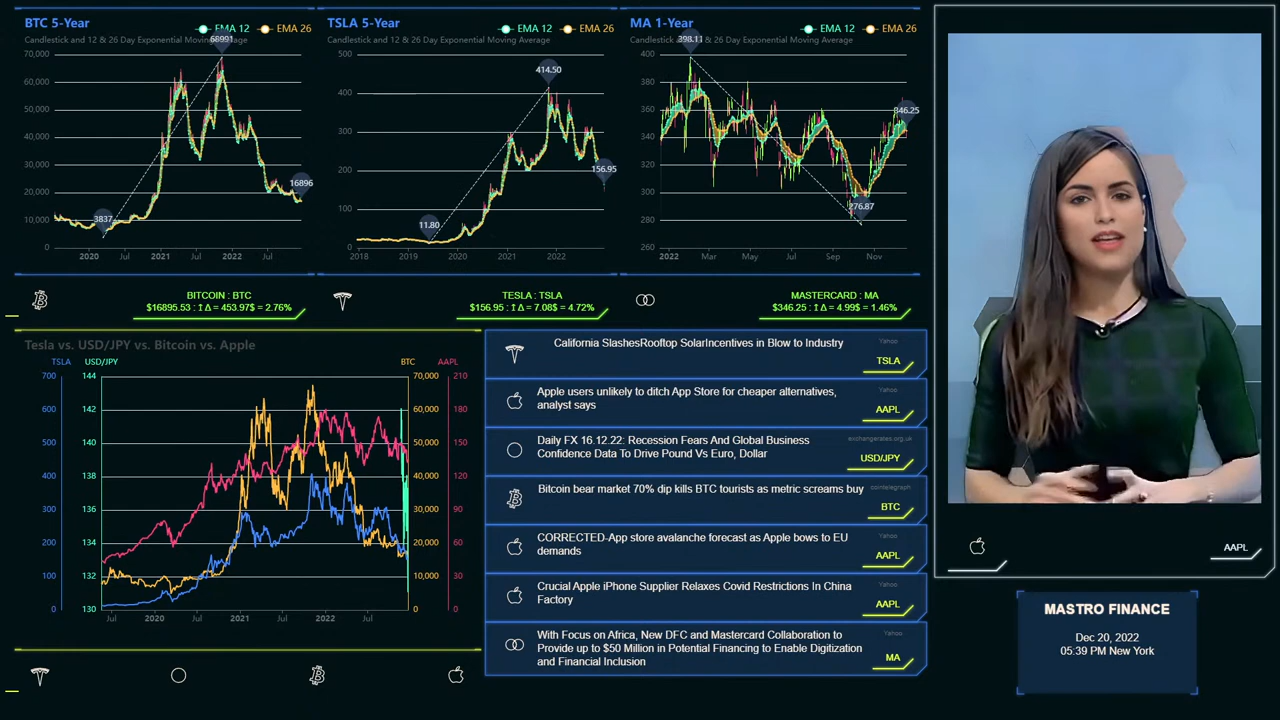 BTC 5-Year
EMA 12
EMA 26
Candlestick and 12 & 26 Day Exponential Moving Average
68991
70,000
60,000
50,000
40,000
30,000
20,000
10,000
0
3837
16896
2020
Jul
2021
Jul
2022
Jul
TSLA 5-Year
EMA 12
EMA 26
Candlestick and 12 & 26 Day Exponential Moving Average
500
400
300
200
100
0
414.50
156.95
11.80
2018
2019
2020
2021
2022
MA 1-Year
EMA 12
EMA 26
Candlestick and 12 & 26 Day Exponential Moving Average
398.11
400
380
360
340
320
300
280
260
346.25
276.87
2022
Mar
May
Jul
Sep
Nov
BITCOIN : BTC
$16895.53 : ↥ Δ = 453.97$ = 2.76%
TESLA : TSLA
$156.95 : ↥ Δ = 7.08$ = 4.72%
MASTERCARD : MA
$346.25 : ↥ Δ = 4.99$ = 1.46%
Tesla vs. USD/JPY vs. Bitcoin vs. Apple
TSLA
USD/JPY
BTC
AAPL
700
600
500
400
300
200
100
0
144
142
140
138
136
134
132
130
70,000
60,000
50,000
40,000
30,000
20,000
10,000
0
210
180
150
120
90
60
30
0
Jul
2020
Jul
2021
Jul
2022
Jul
California SlashesRooftop SolarIncentives in Blow to Industry
Yahoo
TSLA
Apple users unlikely to ditch App Store for cheaper alternatives,
analyst says
Yahoo
AAPL
Daily FX 16.12.22: Recession Fears And Global Business
Confidence Data To Drive Pound Vs Euro, Dollar
exchangerates.org.uk
USD/JPY
Bitcoin bear market 70% dip kills BTC tourists as metric screams buy
cointelegraph
BTC
CORRECTED-App store avalanche forecast as Apple bows to EU
demands
Yahoo
AAPL
Crucial Apple iPhone Supplier Relaxes Covid Restrictions In China
Factory
Yahoo
AAPL
With Focus on Africa, New DFC and Mastercard Collaboration to
Provide up to $50 Million in Potential Financing to Enable Digitization
and Financial Inclusion
Yahoo
MA
AAPL
MASTRO FINANCE
Dec 20, 2022
05:39 PM New York